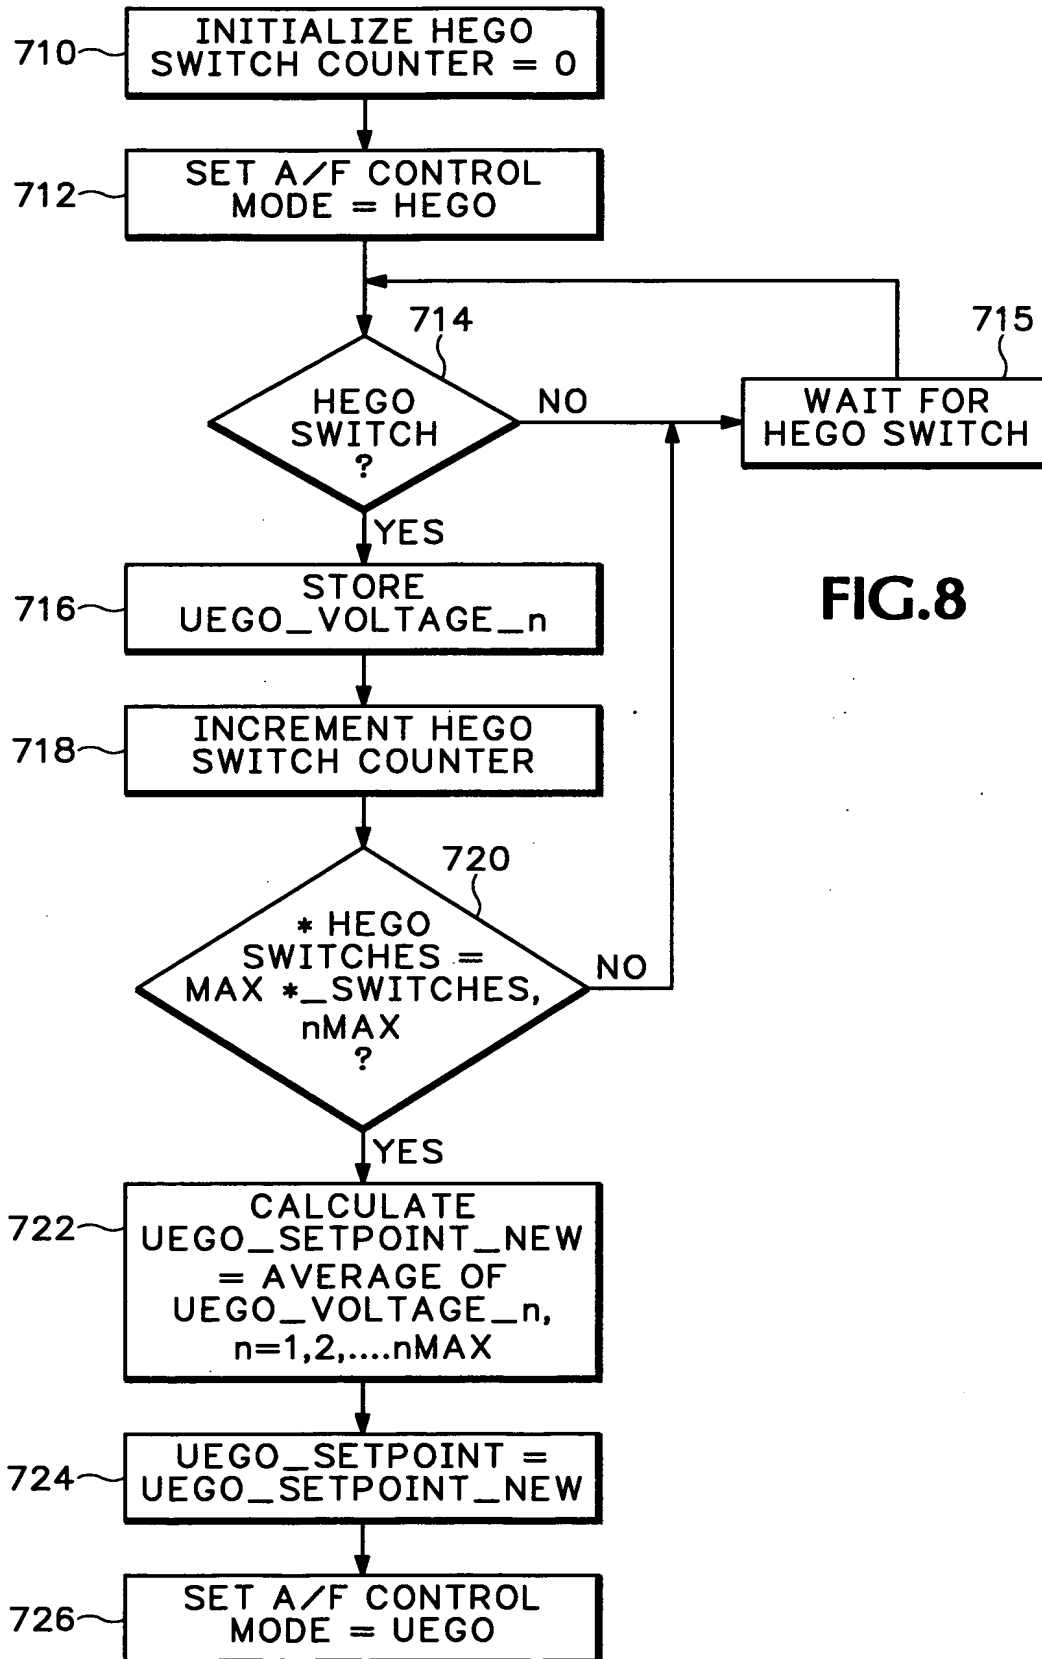 710
INITIALIZE HEGO
SWITCH COUNTER = 0
712
SET A/F CONTROL
MODE = HEGO
714
HEGO
SWITCH
?
NO
715
WAIT FOR
HEGO SWITCH
YES
716
STORE
UEGO_VOLTAGE_n
FIG.8
718
INCREMENT HEGO
SWITCH COUNTER
720
* HEGO
SWITCHES =
MAX *_SWITCHES,
nMAX
?
NO
YES
722
CALCULATE
UEGO_SETPOINT_NEW
= AVERAGE OF
UEGO_VOLTAGE_n,
n=1,2,....nMAX
724
UEGO_SETPOINT =
UEGO_SETPOINT_NEW
726
SET A/F CONTROL
MODE = UEGO